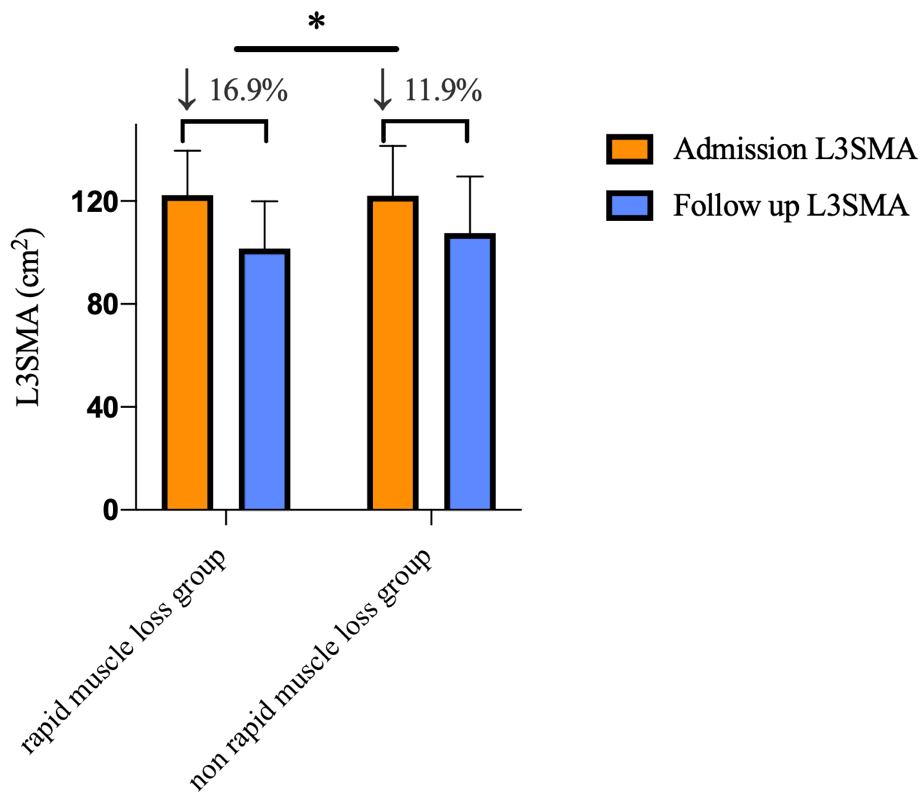 *
↓ 16.9%
↓ 11.9%
Admission L3SMA
Follow up L3SMA
L3SMA (cm²)
120
80
40
0
rapid muscle loss group
non rapid muscle loss group